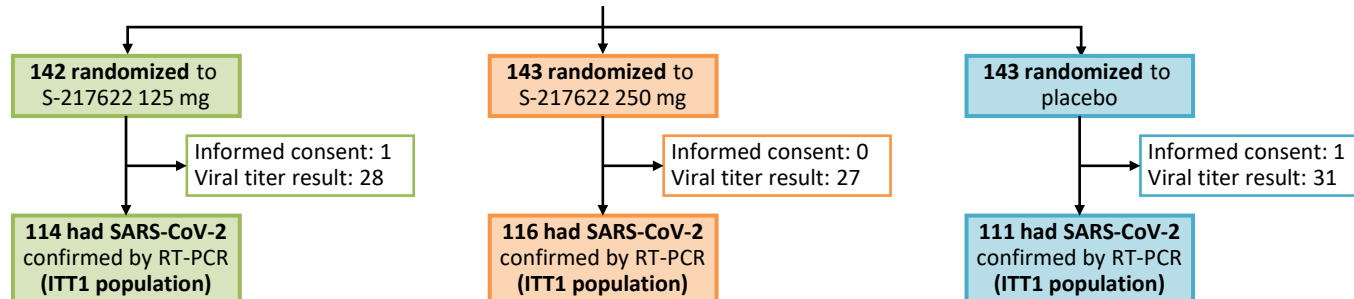 142 randomized to
S-217622 125 mg
143 randomized to
S-217622 250 mg
143 randomized to
placebo
Informed consent: 1
Viral titer result: 28
Informed consent: 0
Viral titer result: 27
Informed consent: 1
Viral titer result: 31
114 had SARS-CoV-2
confirmed by RT-PCR
(ITT1 population)
116 had SARS-CoV-2
confirmed by RT-PCR
(ITT1 population)
111 had SARS-CoV-2
confirmed by RT-PCR
(ITT1 population)